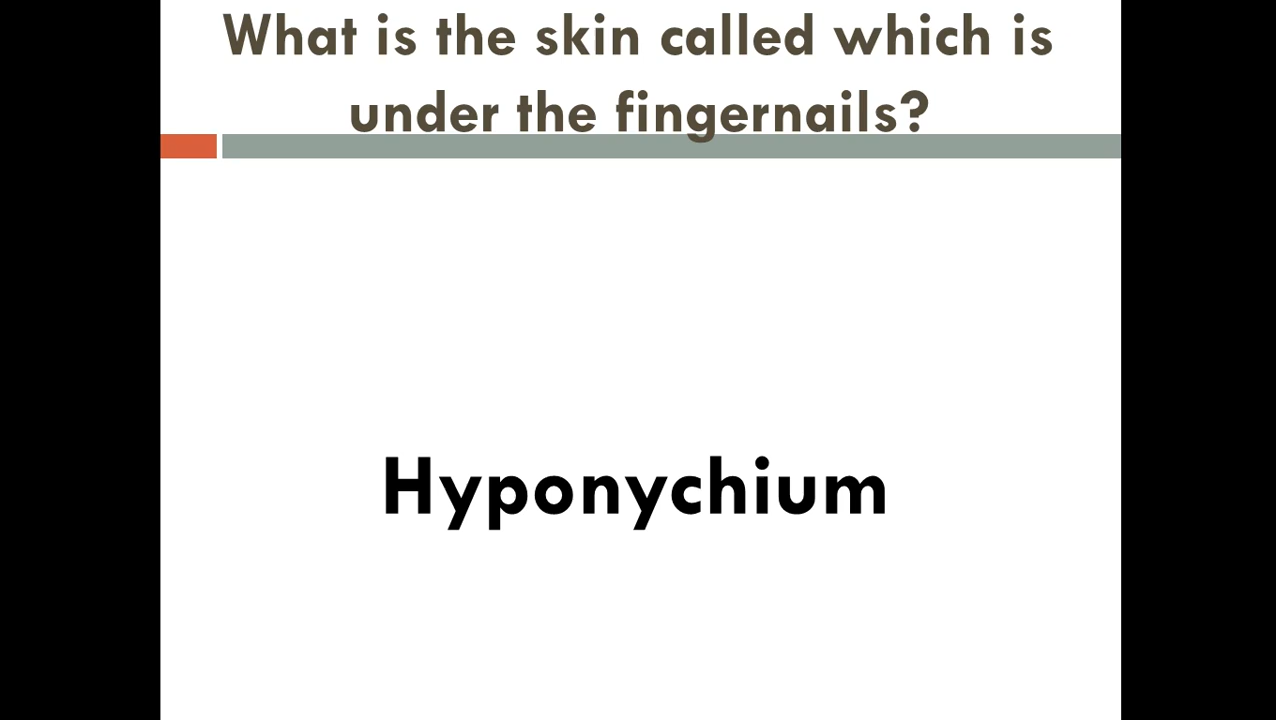 What is the skin called which is
under the fingernails?
Hyponychium